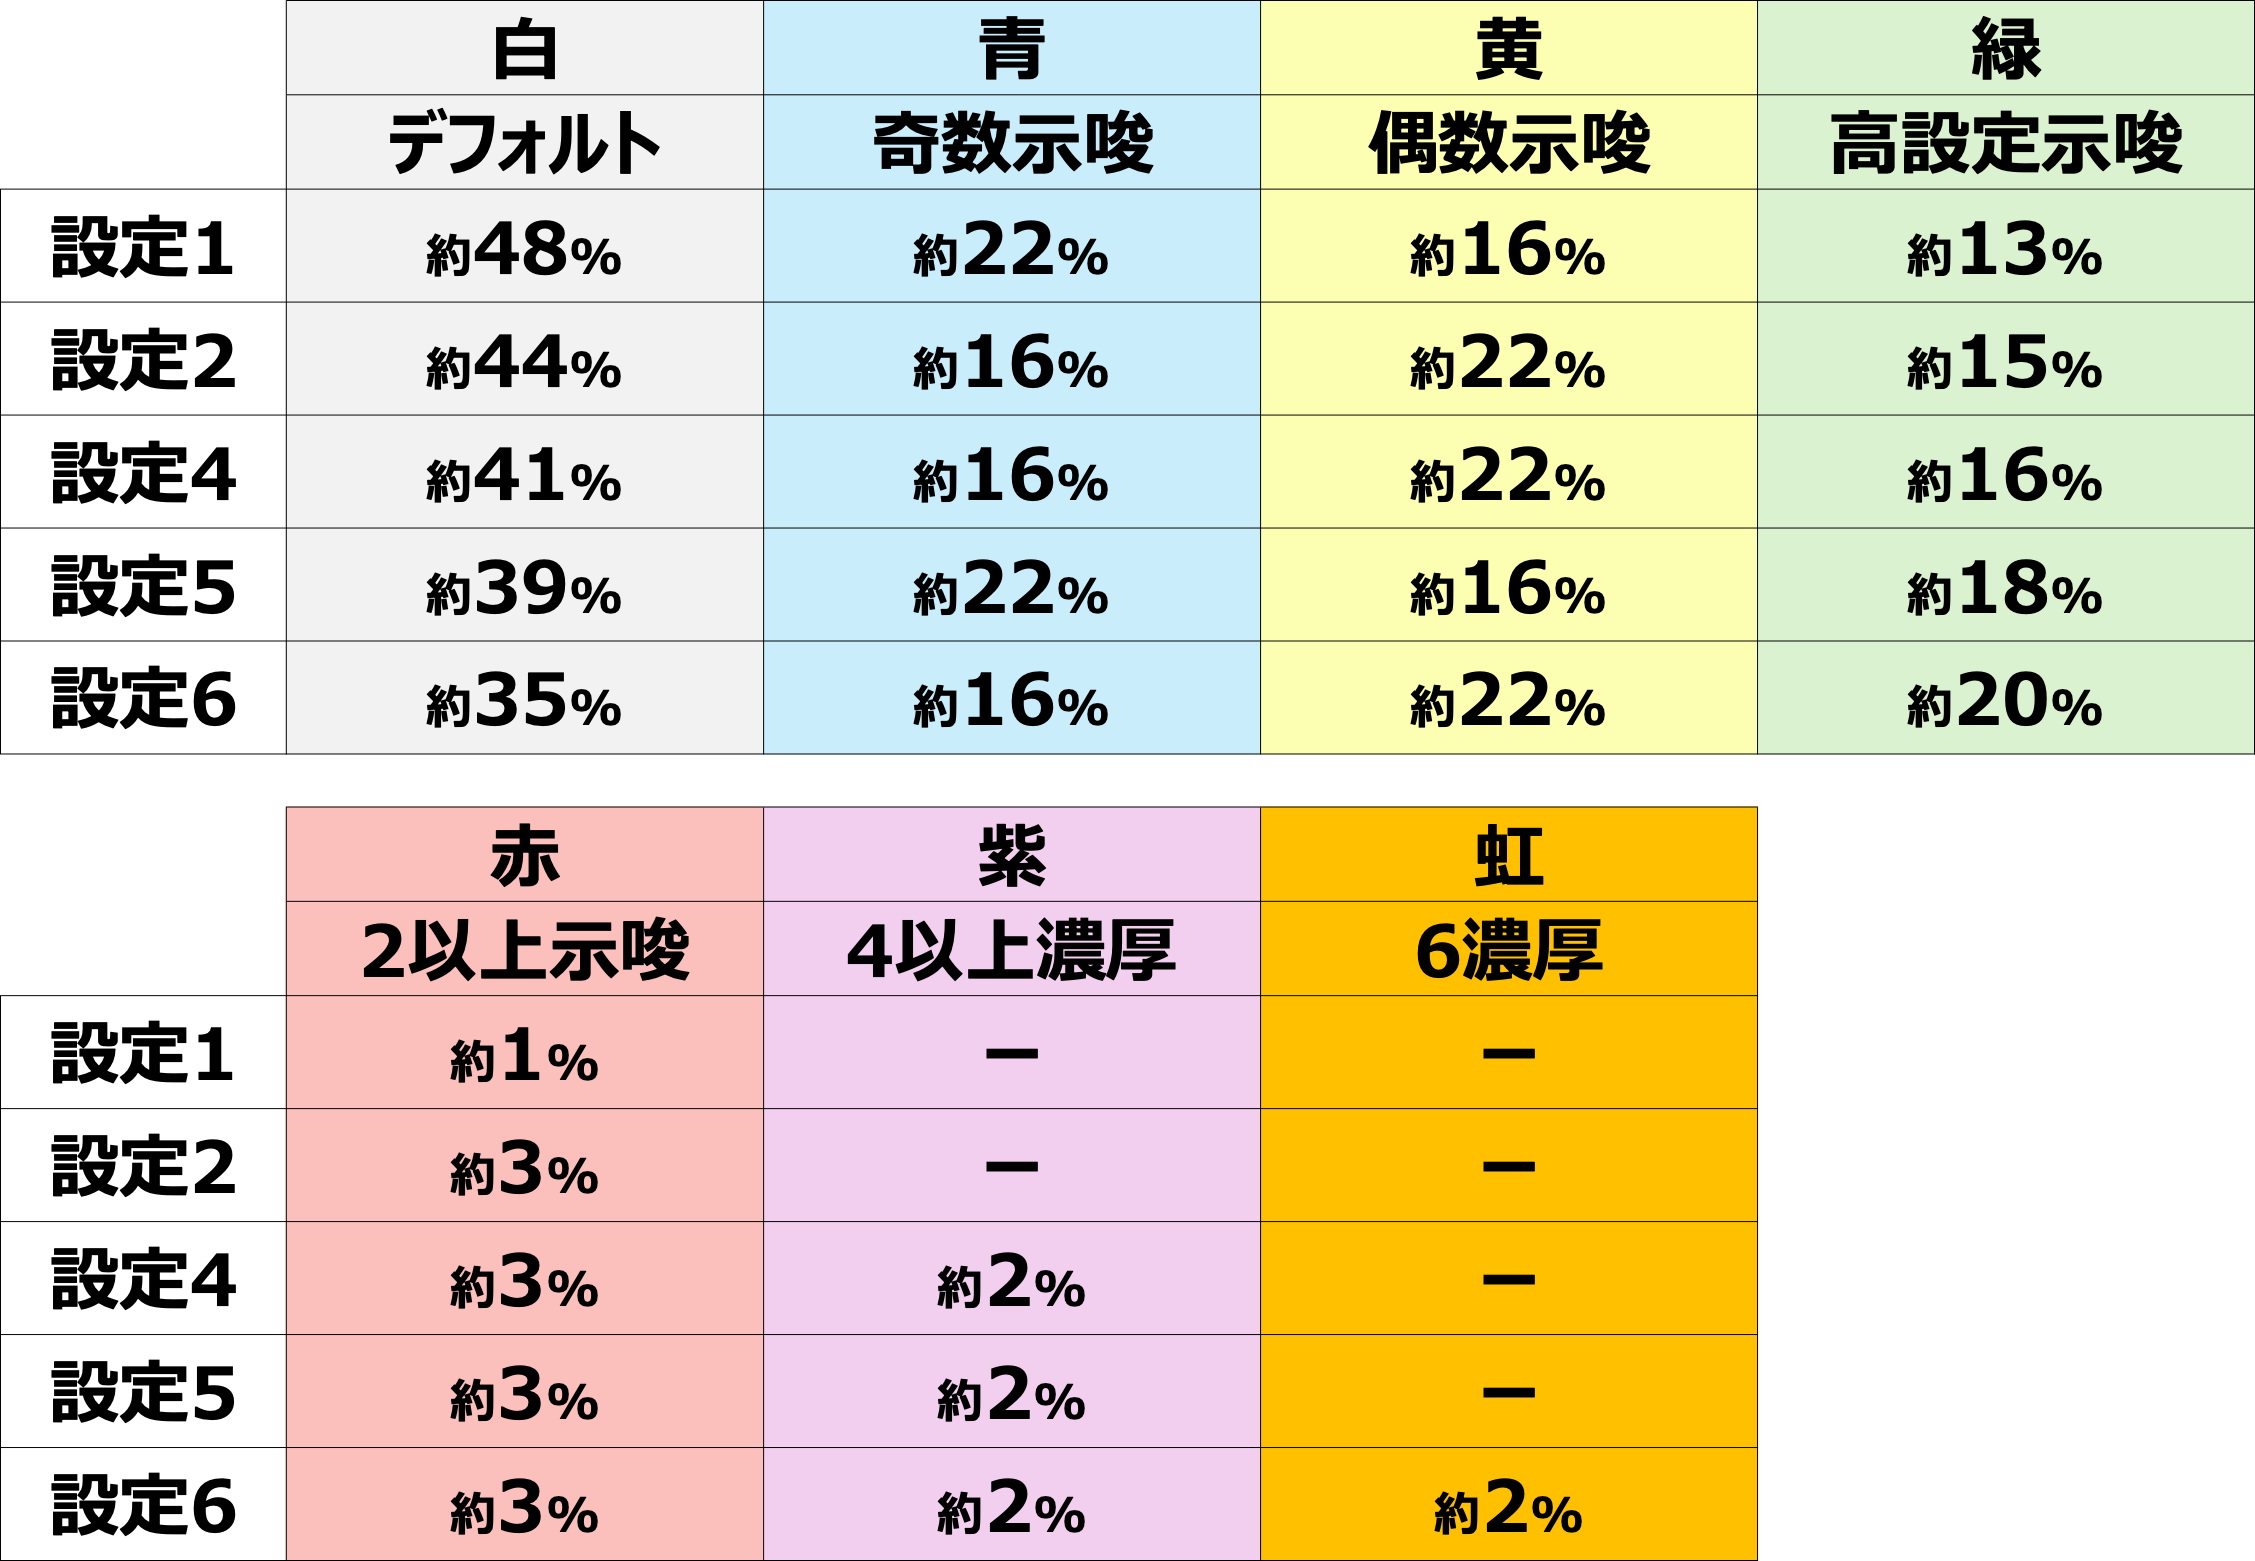 白 青 黄 緑
デフォルト 奇数示唆 偶数示唆 高設定示唆
設定1 約48% 約22% 約16% 約13%
設定2 約44% 約16% 約22% 約15%
設定4 約41% 約16% 約22% 約16%
設定5 約39% 約22% 約16% 約18%
設定6 約35% 約16% 約22% 約20%
赤 紫 虹
2以上示唆 4以上濃厚 6濃厚
設定1 約1% ー ー
設定2 約3% ー ー
設定4 約3% 約2% ー
設定5 約3% 約2% ー
設定6 約3% 約2% 約2%